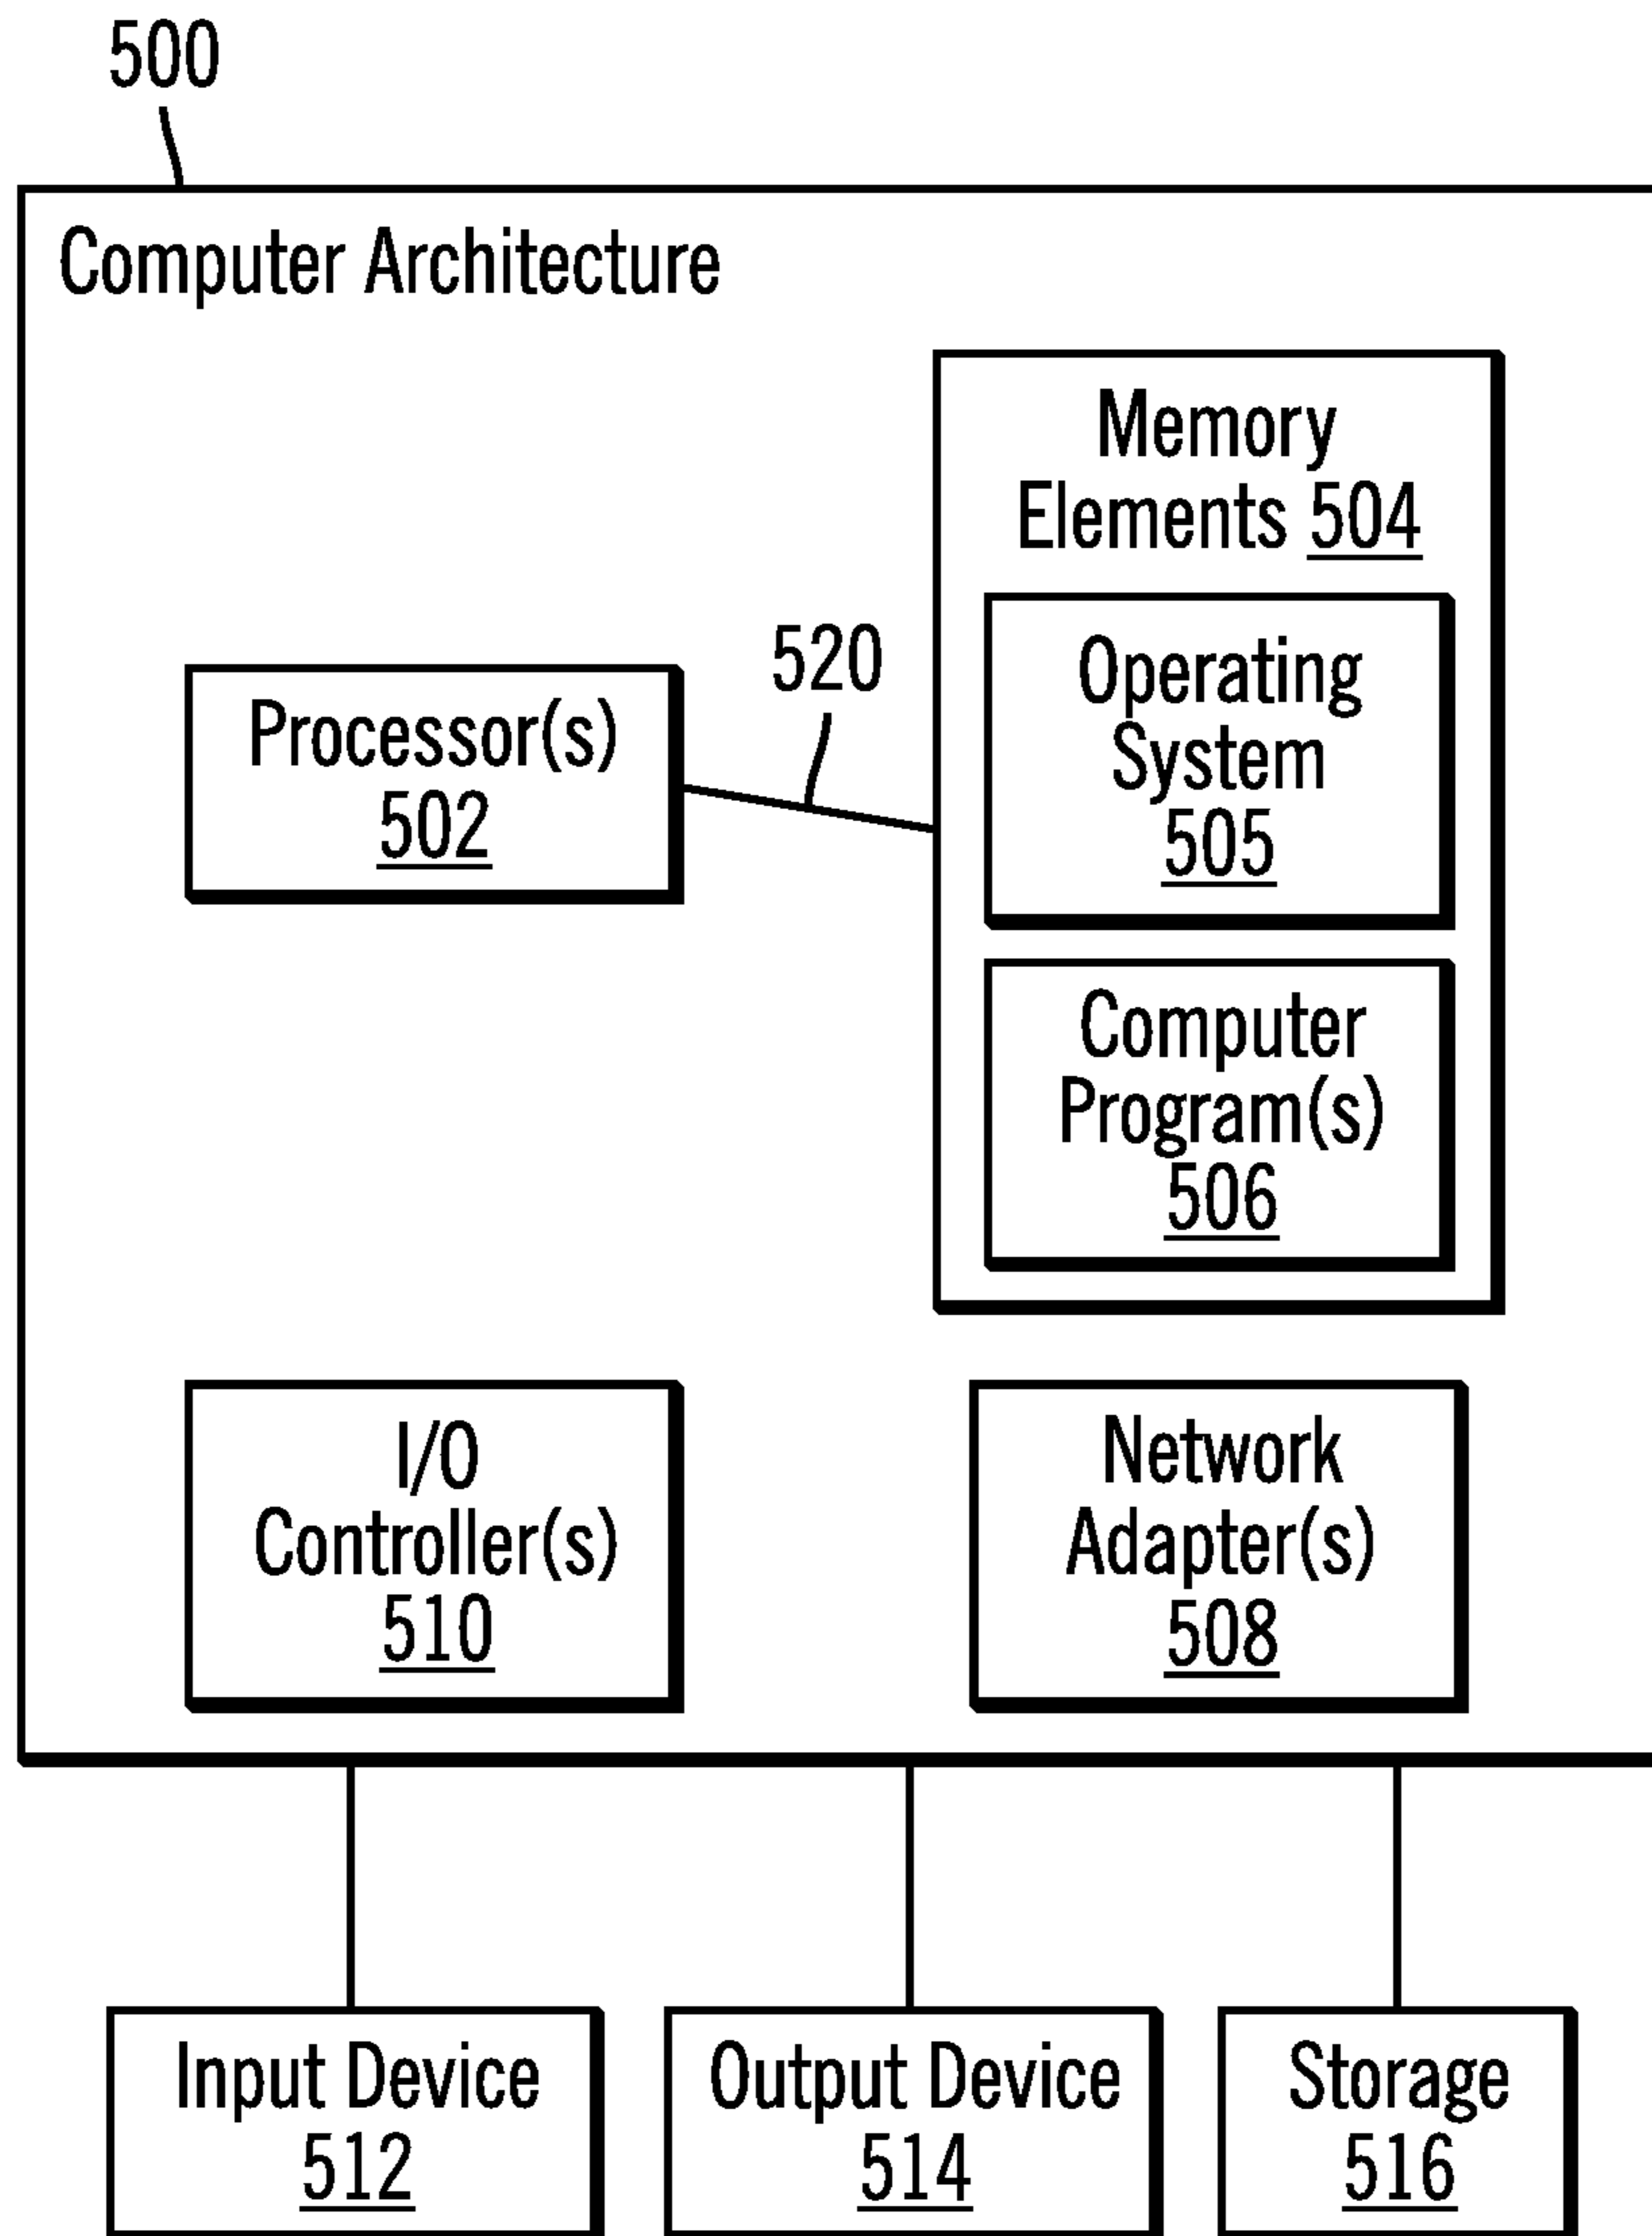 500
Computer Architecture
Memory
Elements 504
Operating
System
505
520
Processor(s)
502
Computer
Program(s)
506
I/O
Controller(s)
510
Network
Adapter(s)
508
Input Device
512
Output Device
514
Storage
516